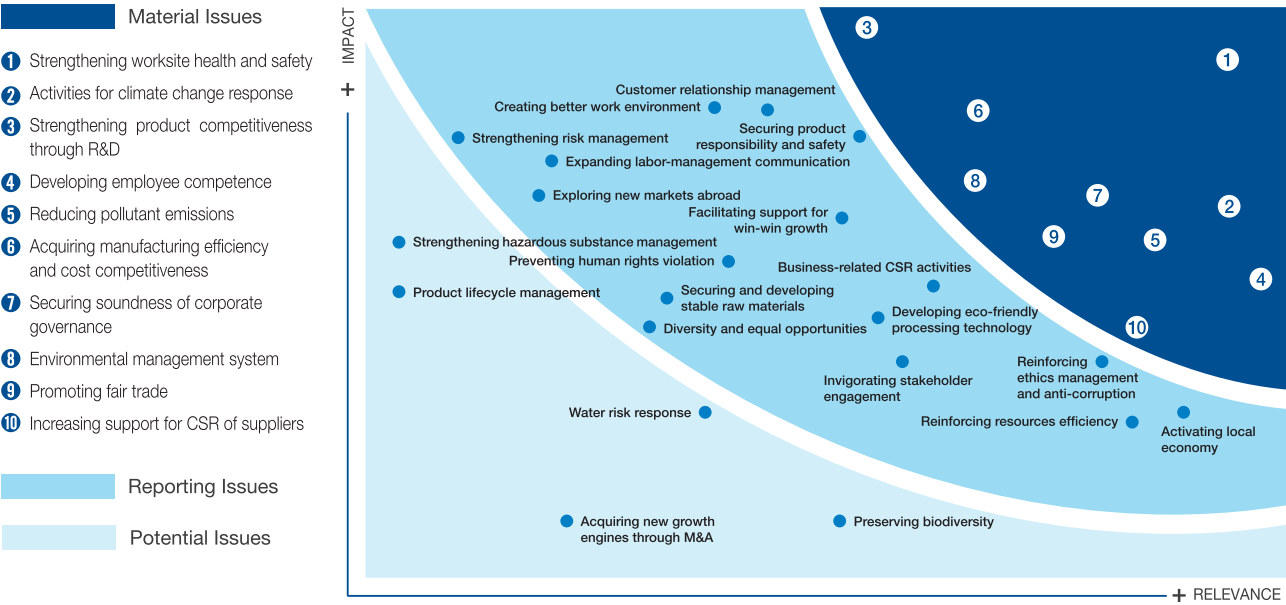 Material Issues
1 Strengthening worksite health and safety
2 Activities for climate change response
3 Strengthening product competitiveness
through R&D
4 Developing employee competence
5 Reducing pollutant emissions
6 Acquiring manufacturing efficiency
and cost competitiveness
7 Securing soundness of corporate
governance
8 Environmental management system
9 Promoting fair trade
10 Increasing support for CSR of suppliers
Reporting Issues
Potential Issues
+ IMPACT
3
1
6
8
7
2
9
5
4
10
Customer relationship management
Creating better work environment
Securing product
responsibility and safety
Strengthening risk management
Expanding labor-management communication
Exploring new markets abroad
Facilitating support for
win-win growth
Strengthening hazardous substance management
Preventing human rights violation
Business-related CSR activities
Product lifecycle management
Securing and developing
stable raw materials
Developing eco-friendly
processing technology
Diversity and equal opportunities
Reinforcing
ethics management
and anti-corruption
Invigorating stakeholder
engagement
Water risk response
Reinforcing resources efficiency
Activating local
economy
Acquiring new growth
engines through M&A
Preserving biodiversity
+ RELEVANCE